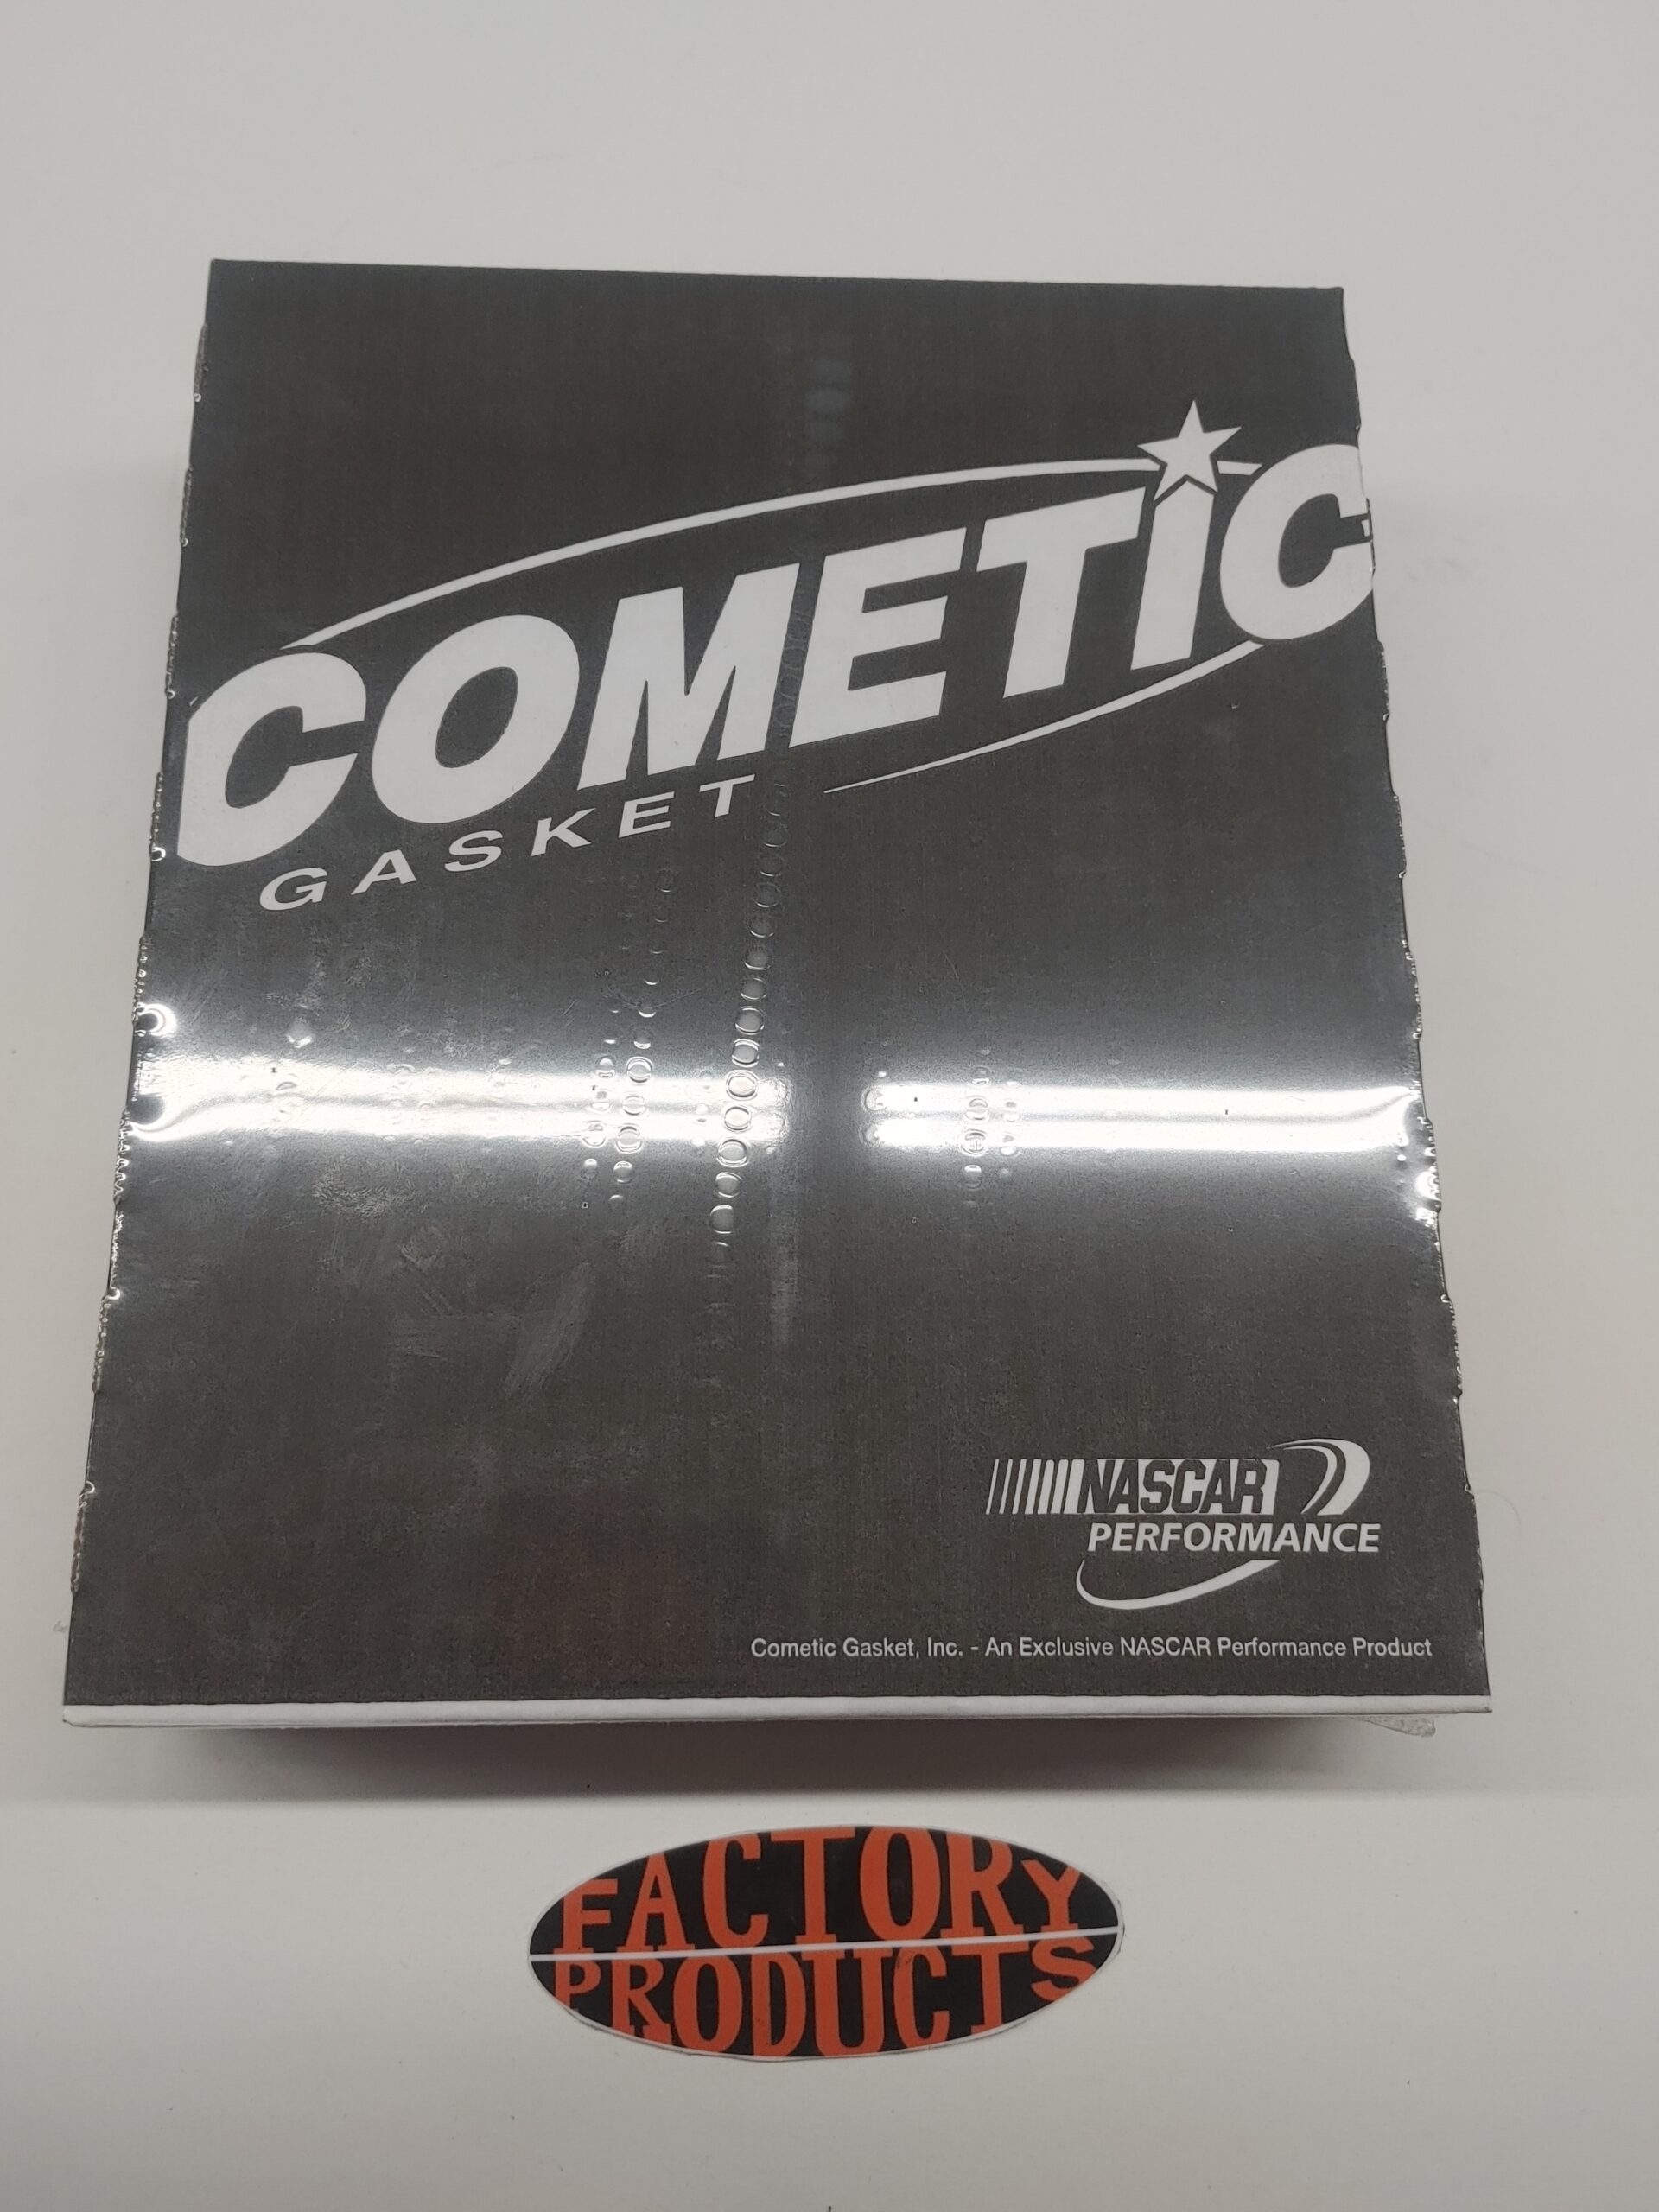 COMETiC
GASKET
NASCAR
PERFORMANCE
Cometic Gasket, Inc. - An Exclusive NASCAR Performance Product
FACTORY
PRODUCTS